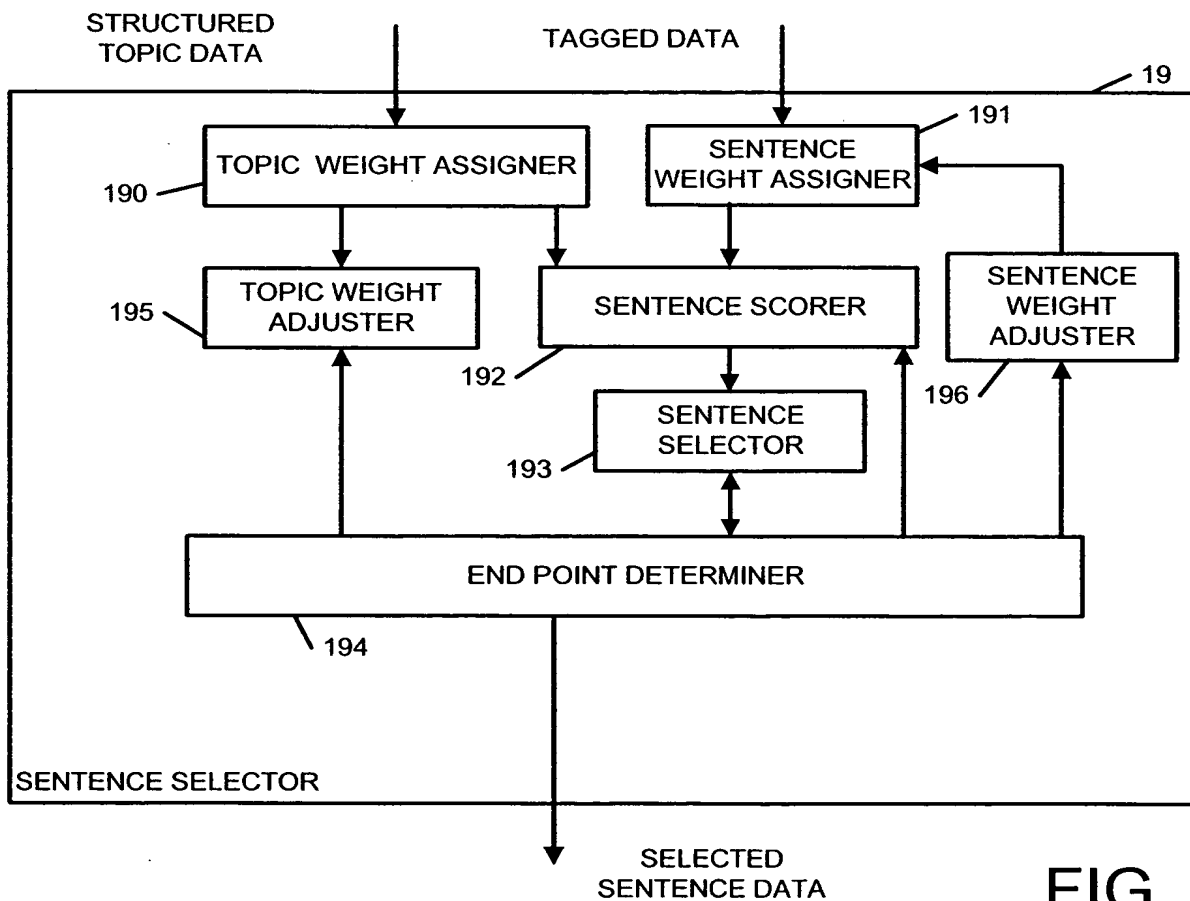 STRUCTURED
TOPIC DATA
TAGGED DATA
19
TOPIC WEIGHT ASSIGNER
190
SENTENCE
WEIGHT ASSIGNER
191
TOPIC WEIGHT
ADJUSTER
195
SENTENCE SCORER
192
SENTENCE
WEIGHT
ADJUSTER
196
SENTENCE
SELECTOR
193
END POINT DETERMINER
194
SENTENCE SELECTOR
SELECTED
SENTENCE DATA
FIG